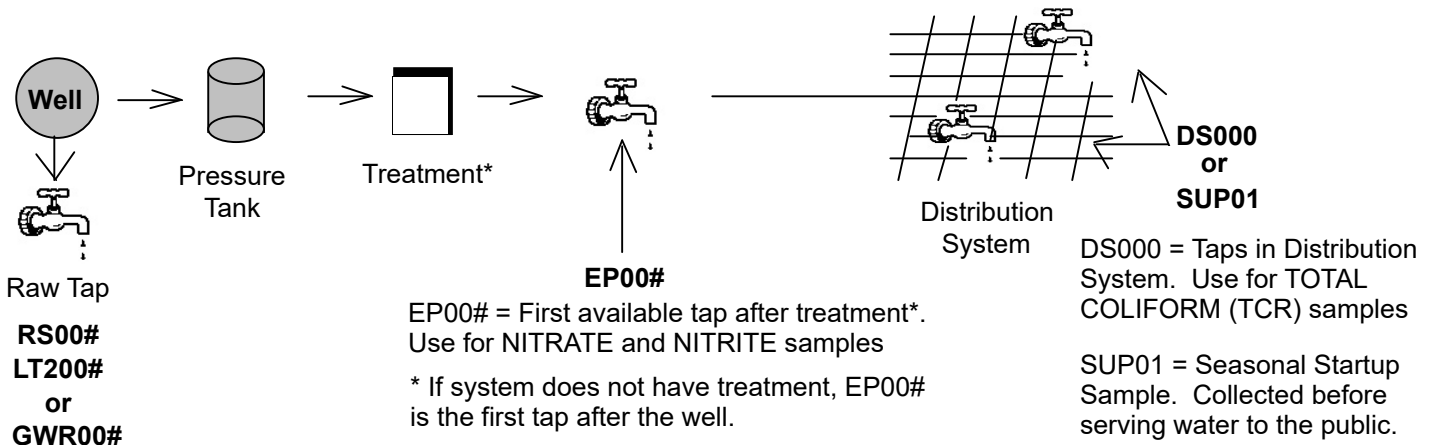 Well
Pressure
Tank
Treatment*
Raw Tap
RS00#
LT200#
or
GWR00#
EP00#
EP00# = First available tap after treatment*.
Use for NITRATE and NITRITE samples
* If system does not have treatment, EP00#
is the first tap after the well.
Distribution
System
DS000
or
SUP01
DS000 = Taps in Distribution
System. Use for TOTAL
COLIFORM (TCR) samples
SUP01 = Seasonal Startup
Sample. Collected before
serving water to the public.